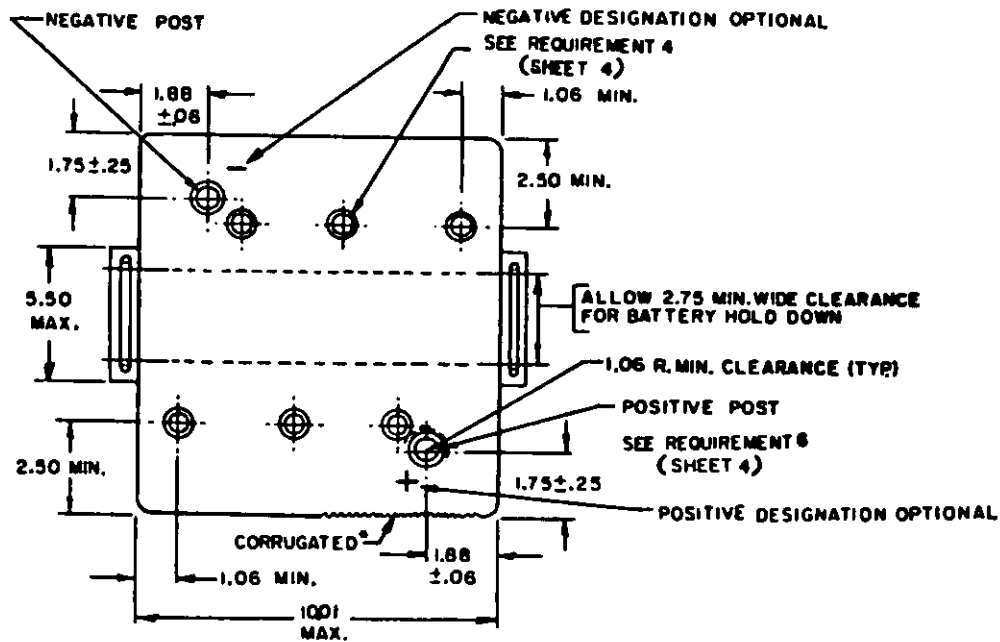 NEGATIVE POST
NEGATIVE DESIGNATION OPTIONAL
SEE REQUIREMENT 4
(SHEET 4)
1.88
±.06
1.06 MIN.
1.75±.25
−
2.50 MIN.
5.50
MAX.
ALLOW 2.75 MIN. WIDE CLEARANCE
FOR BATTERY HOLD DOWN
1.06 R. MIN. CLEARANCE (TYP)
POSITIVE POST
SEE REQUIREMENT 6
(SHEET 4)
2.50 MIN.
+
1.75±.25
POSITIVE DESIGNATION OPTIONAL
CORRUGATED*
1.88
±.06
1.06 MIN.
10.01
MAX.